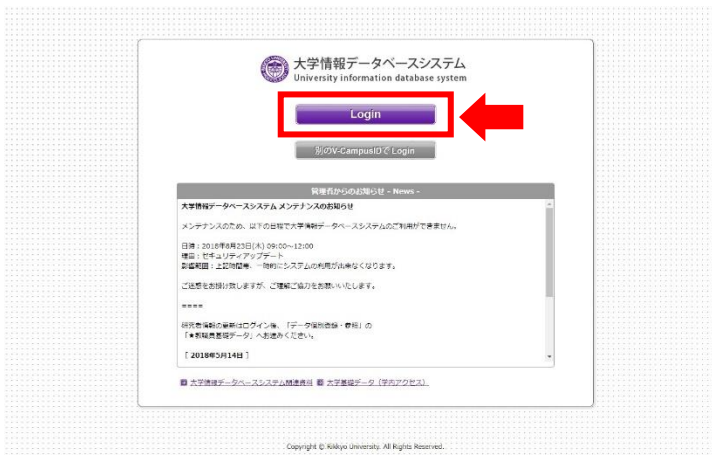 大学情報データベースシステム
University information database system
Login
別のV-CampusIDで Login
管理者からのお知らせ - News -
大学情報データベースシステム メンテナンスのお知らせ
メンテナンスのため、以下の日程で大学情報データベースシステムのご利用ができません。
日時：2018年8月23日(木) 09:00～12:00
理由：セキュリティアップデート
影響範囲：上記時間帯、一時的にシステムの利用が出来なくなります。
ご迷惑をお掛け致しますが、ご理解ご協力をお願いいたします。
====
研究者情報の更新はログイン後、「データ個別登録・参照」の
「★教職員基礎データ」へお進みください。
[ 2018年5月14日 ]
大学情報データベースシステム関連資料 大学基礎データ（学内アクセス）
Copyright © Rikkyo University. All Rights Reserved.